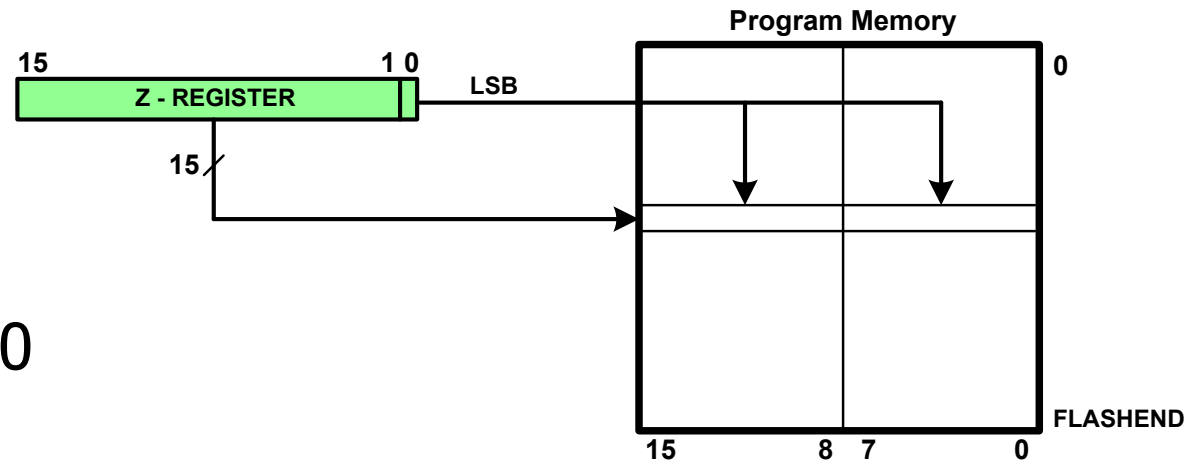 Program Memory
15 1 0
0
Z - REGISTER
LSB
15
0
FLASHEND
15 8 7 0